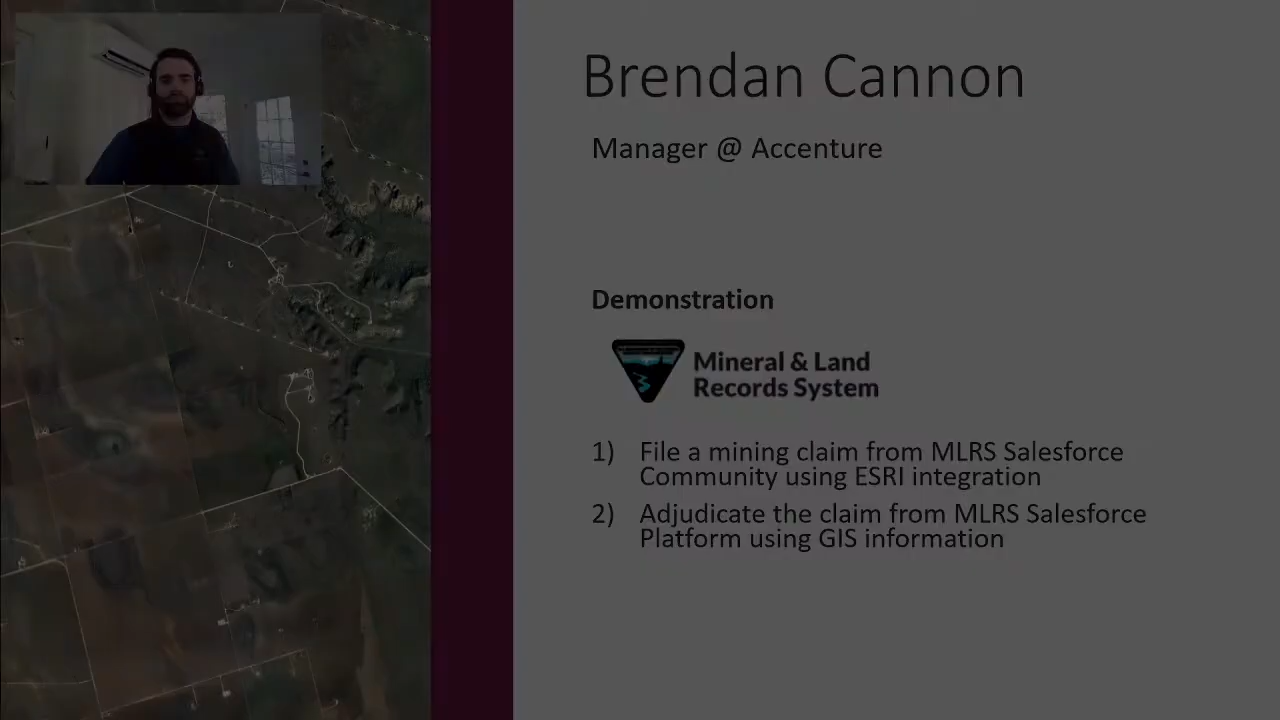 Brendan Cannon
Manager @ Accenture
Demonstration
Mineral & Land
Records System
1) File a mining claim from MLRS Salesforce
Community using ESRI integration
2) Adjudicate the claim from MLRS Salesforce
Platform using GIS information